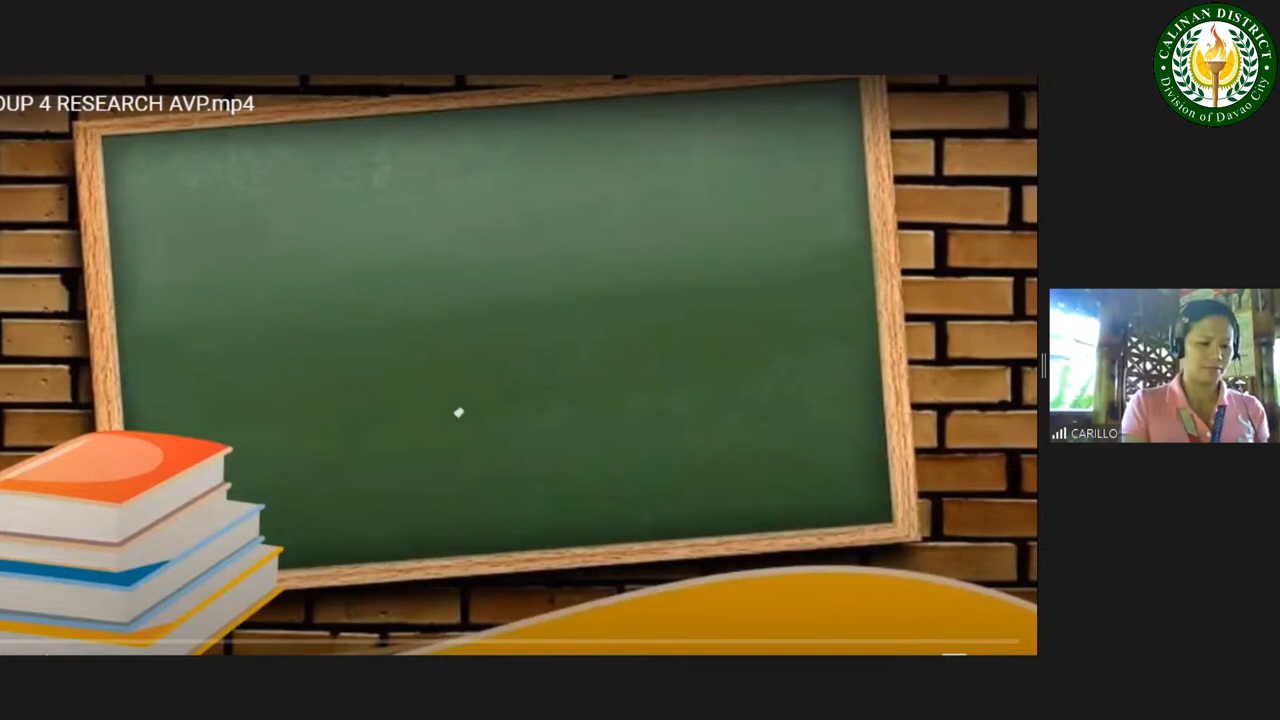 OUP 4 RESEARCH AVP.mp4
CALINAN DISTRICT
Division of Davao City
CARILLO